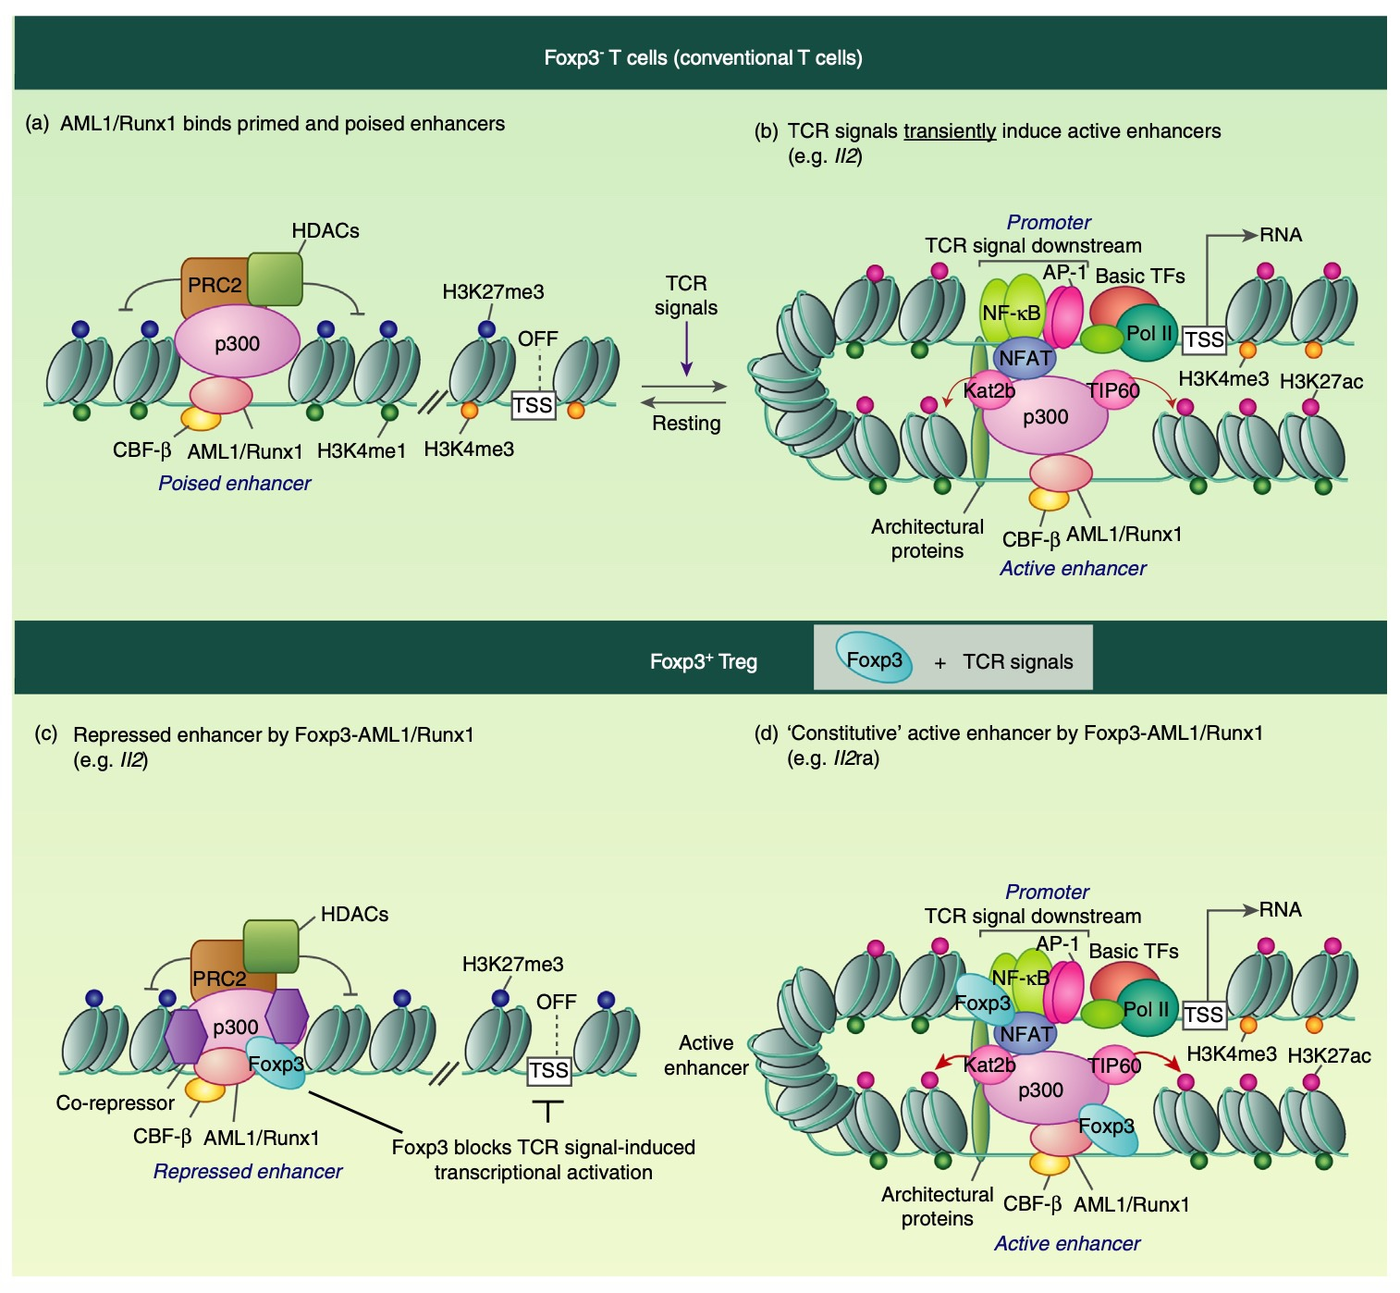 Foxp3⁻ T cells (conventional T cells)
(a) AML1/Runx1 binds primed and poised enhancers
HDACs
PRC2
H3K27me3
p300
OFF
TSS
CBF-β
AML1/Runx1
H3K4me1
H3K4me3
Poised enhancer
TCR
signals
Resting
(b) TCR signals transiently induce active enhancers
(e.g. Il2)
Promoter
TCR signal downstream
RNA
AP-1
Basic TFs
NF-κB
Pol II
TSS
NFAT
H3K4me3
H3K27ac
Kat2b
TIP60
p300
Architectural
proteins
CBF-β
AML1/Runx1
Active enhancer
Foxp3⁺ Treg
Foxp3
+
TCR signals
(c) Repressed enhancer by Foxp3-AML1/Runx1
(e.g. Il2)
HDACs
PRC2
H3K27me3
OFF
p300
Foxp3
TSS
Co-repressor
CBF-β
AML1/Runx1
Foxp3 blocks TCR signal-induced
transcriptional activation
Repressed enhancer
(d) ‘Constitutive’ active enhancer by Foxp3-AML1/Runx1
(e.g. Il2ra)
Promoter
TCR signal downstream
RNA
AP-1
Basic TFs
NF-κB
Foxp3
Pol II
TSS
NFAT
Active
enhancer
H3K4me3
H3K27ac
Kat2b
TIP60
p300
Foxp3
Architectural
proteins
CBF-β
AML1/Runx1
Active enhancer